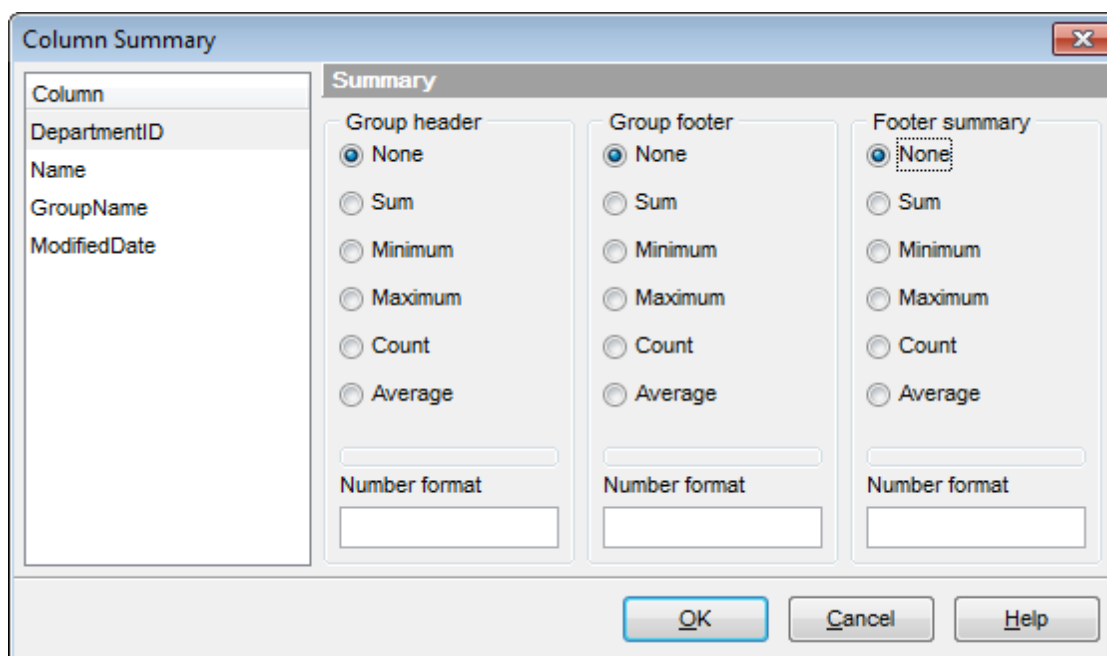 Column Summary
Column
DepartmentID
Name
GroupName
ModifiedDate
Summary
Group header
None
Sum
Minimum
Maximum
Count
Average
Number format
Group footer
None
Sum
Minimum
Maximum
Count
Average
Number format
Footer summary
None
Sum
Minimum
Maximum
Count
Average
Number format
OK
Cancel
Help